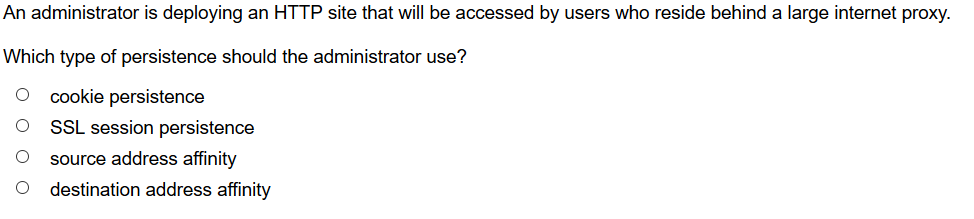 An administrator is deploying an HTTP site that will be accessed by users who reside behind a large internet proxy.
Which type of persistence should the administrator use?
cookie persistence
SSL session persistence
source address affinity
destination address affinity